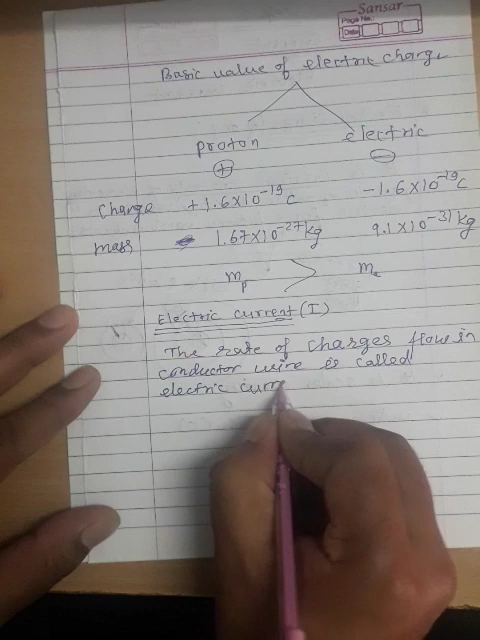 Sansar
Page No.:
Date
Basic value of electric charge
proton electric
+ -
Charge +1.6×10^-19 C -1.6×10^-19 C
mass 1.67×10^-27 kg 9.1×10^-31 kg
mp > me
Electric current (I)
The rate of charges flow in
conductor wire is called
electric curre